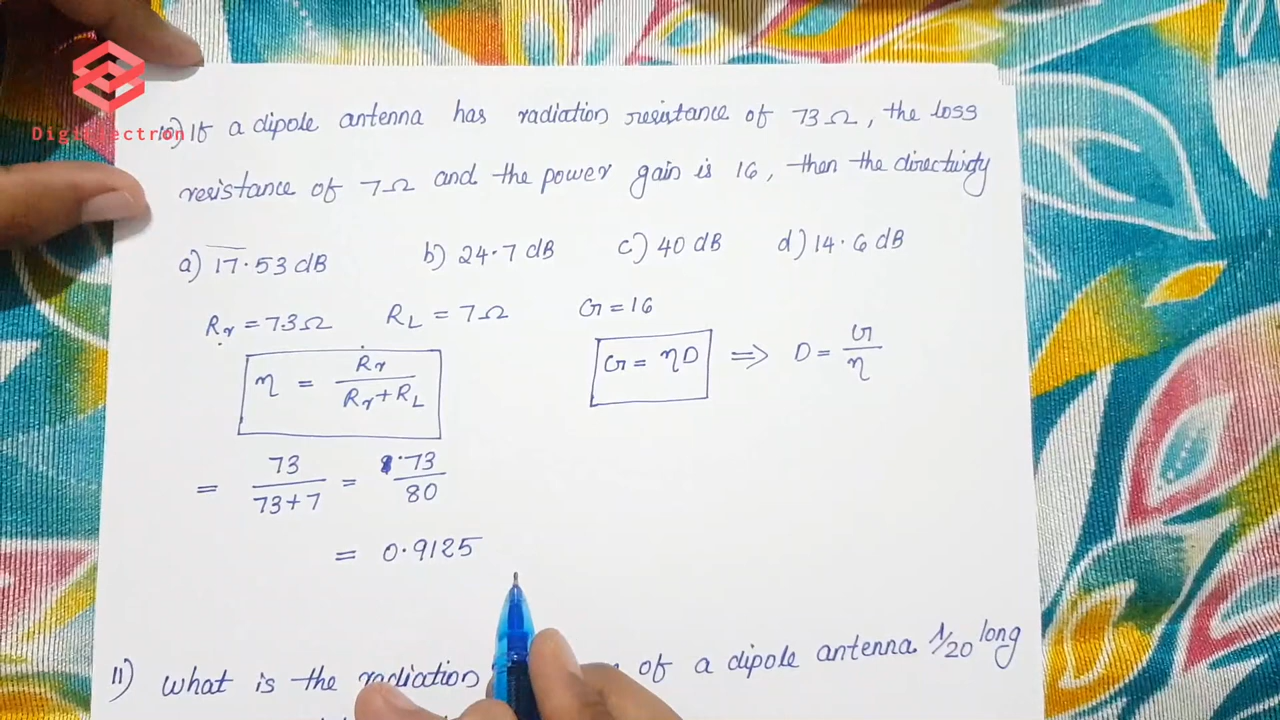 10) If a dipole antenna has radiation resistance of 73Ω, the loss
resistance of 7Ω and the power gain is 16, then the directivity
a) 17.53 dB b) 24.7 dB c) 40 dB d) 14.6 dB
Rr = 73Ω RL = 7Ω G = 16
η = Rr / (Rr + RL) G = ηD ⇒ D = G/η
= 73/(73+7) = 73/80
= 0.9125
11) What is the radiation of a dipole antenna λ/20 long